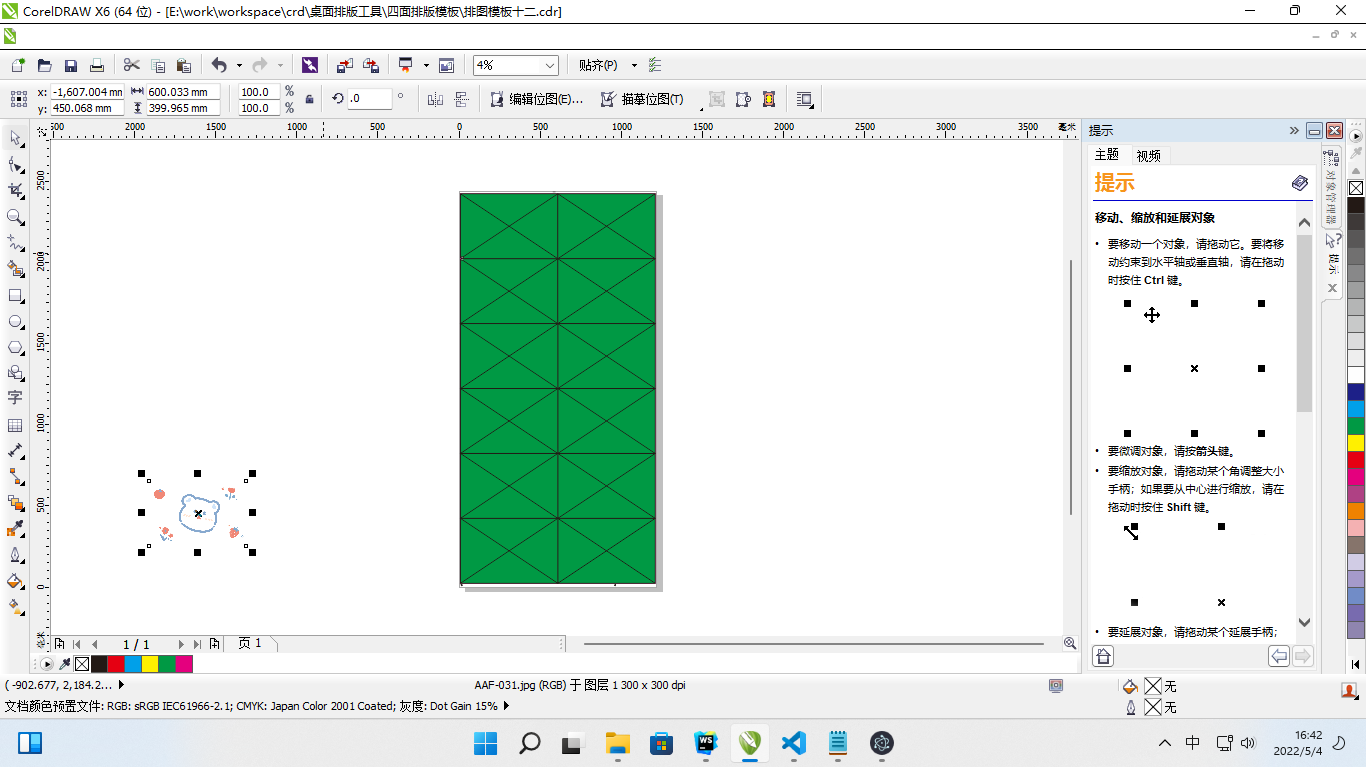 CorelDRAW X6 (64 位) - [E:\work\workspace\crd\桌面排版工具\四面排版模板\排图模板十二.cdr]
4%
贴齐(P)
x: -1,607.004 mm
y: 450.068 mm
600.033 mm
399.965 mm
100.0 %
100.0 %
.0 °
编辑位图(E)...
描摹位图(T)
2000 1500 1000 500 0 500 1000 1500 2000 2500 3000 3500 毫米
2500
2000
1500
1000
500
0
毫米
提示
主题
视频
提示
移动、缩放和延展对象
• 要移动一个对象，请拖动它。要将移
动约束到水平轴或垂直轴，请在拖动
时按住 Ctrl 键。
• 要微调对象，请按箭头键。
• 要缩放对象，请拖动某个角调整大小
手柄；如果要从中心进行缩放，请在
拖动时按住 Shift 键。
• 要延展对象，请拖动某个延展手柄；
对象管理器
提示
字
1 / 1
页 1
( -902.677, 2,184.2...
AAF-031.jpg (RGB) 于 图层 1 300 x 300 dpi
无
文档颜色预置文件: RGB: sRGB IEC61966-2.1; CMYK: Japan Color 2001 Coated; 灰度: Dot Gain 15%
无
WS
中
16:42
2022/5/4